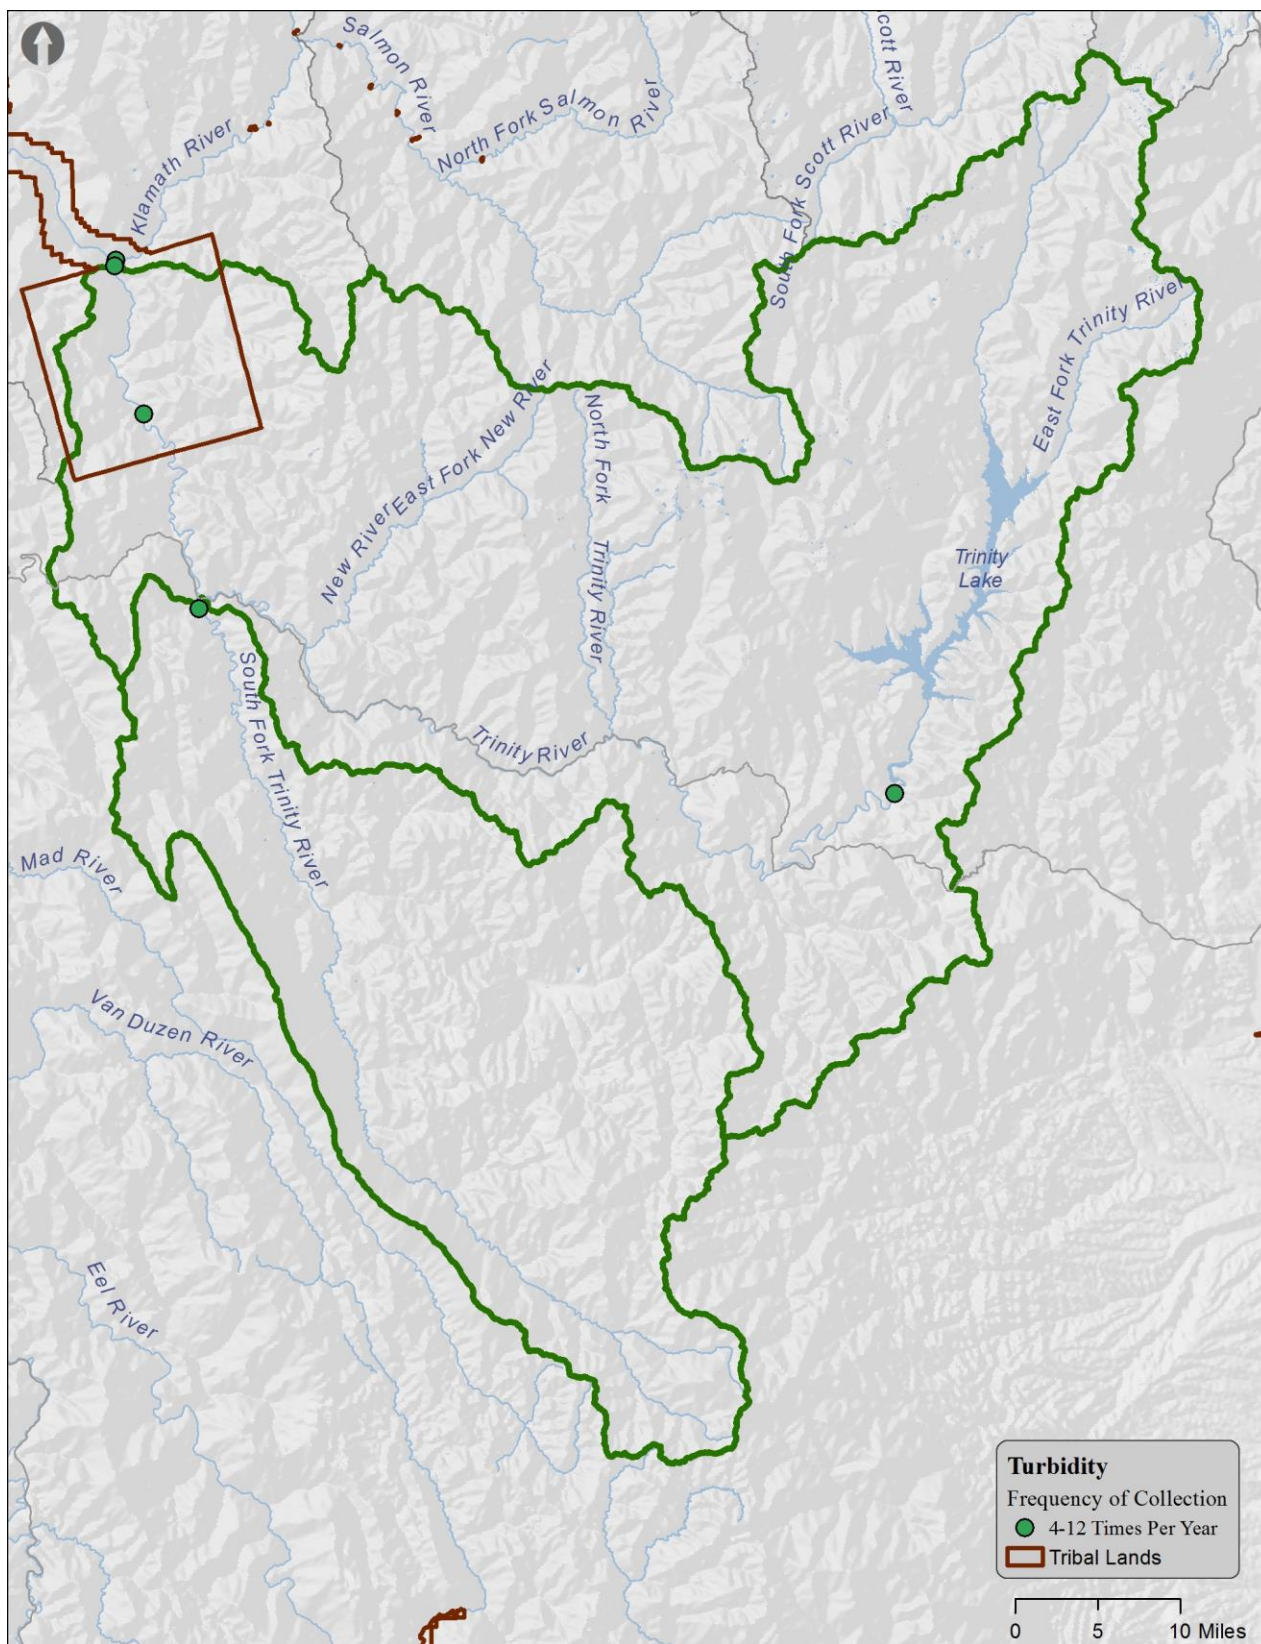 Salmon River
cott River
Klamath River
North Fork Salmon River
South Fork Scott River
East Fork Trinity River
East Fork New River
New River
North Fork Trinity River
Trinity
Lake
South Fork Trinity River
Trinity River
Mad River
Van Duzen River
Eel River
Turbidity
Frequency of Collection
4-12 Times Per Year
Tribal Lands
0 5 10 Miles